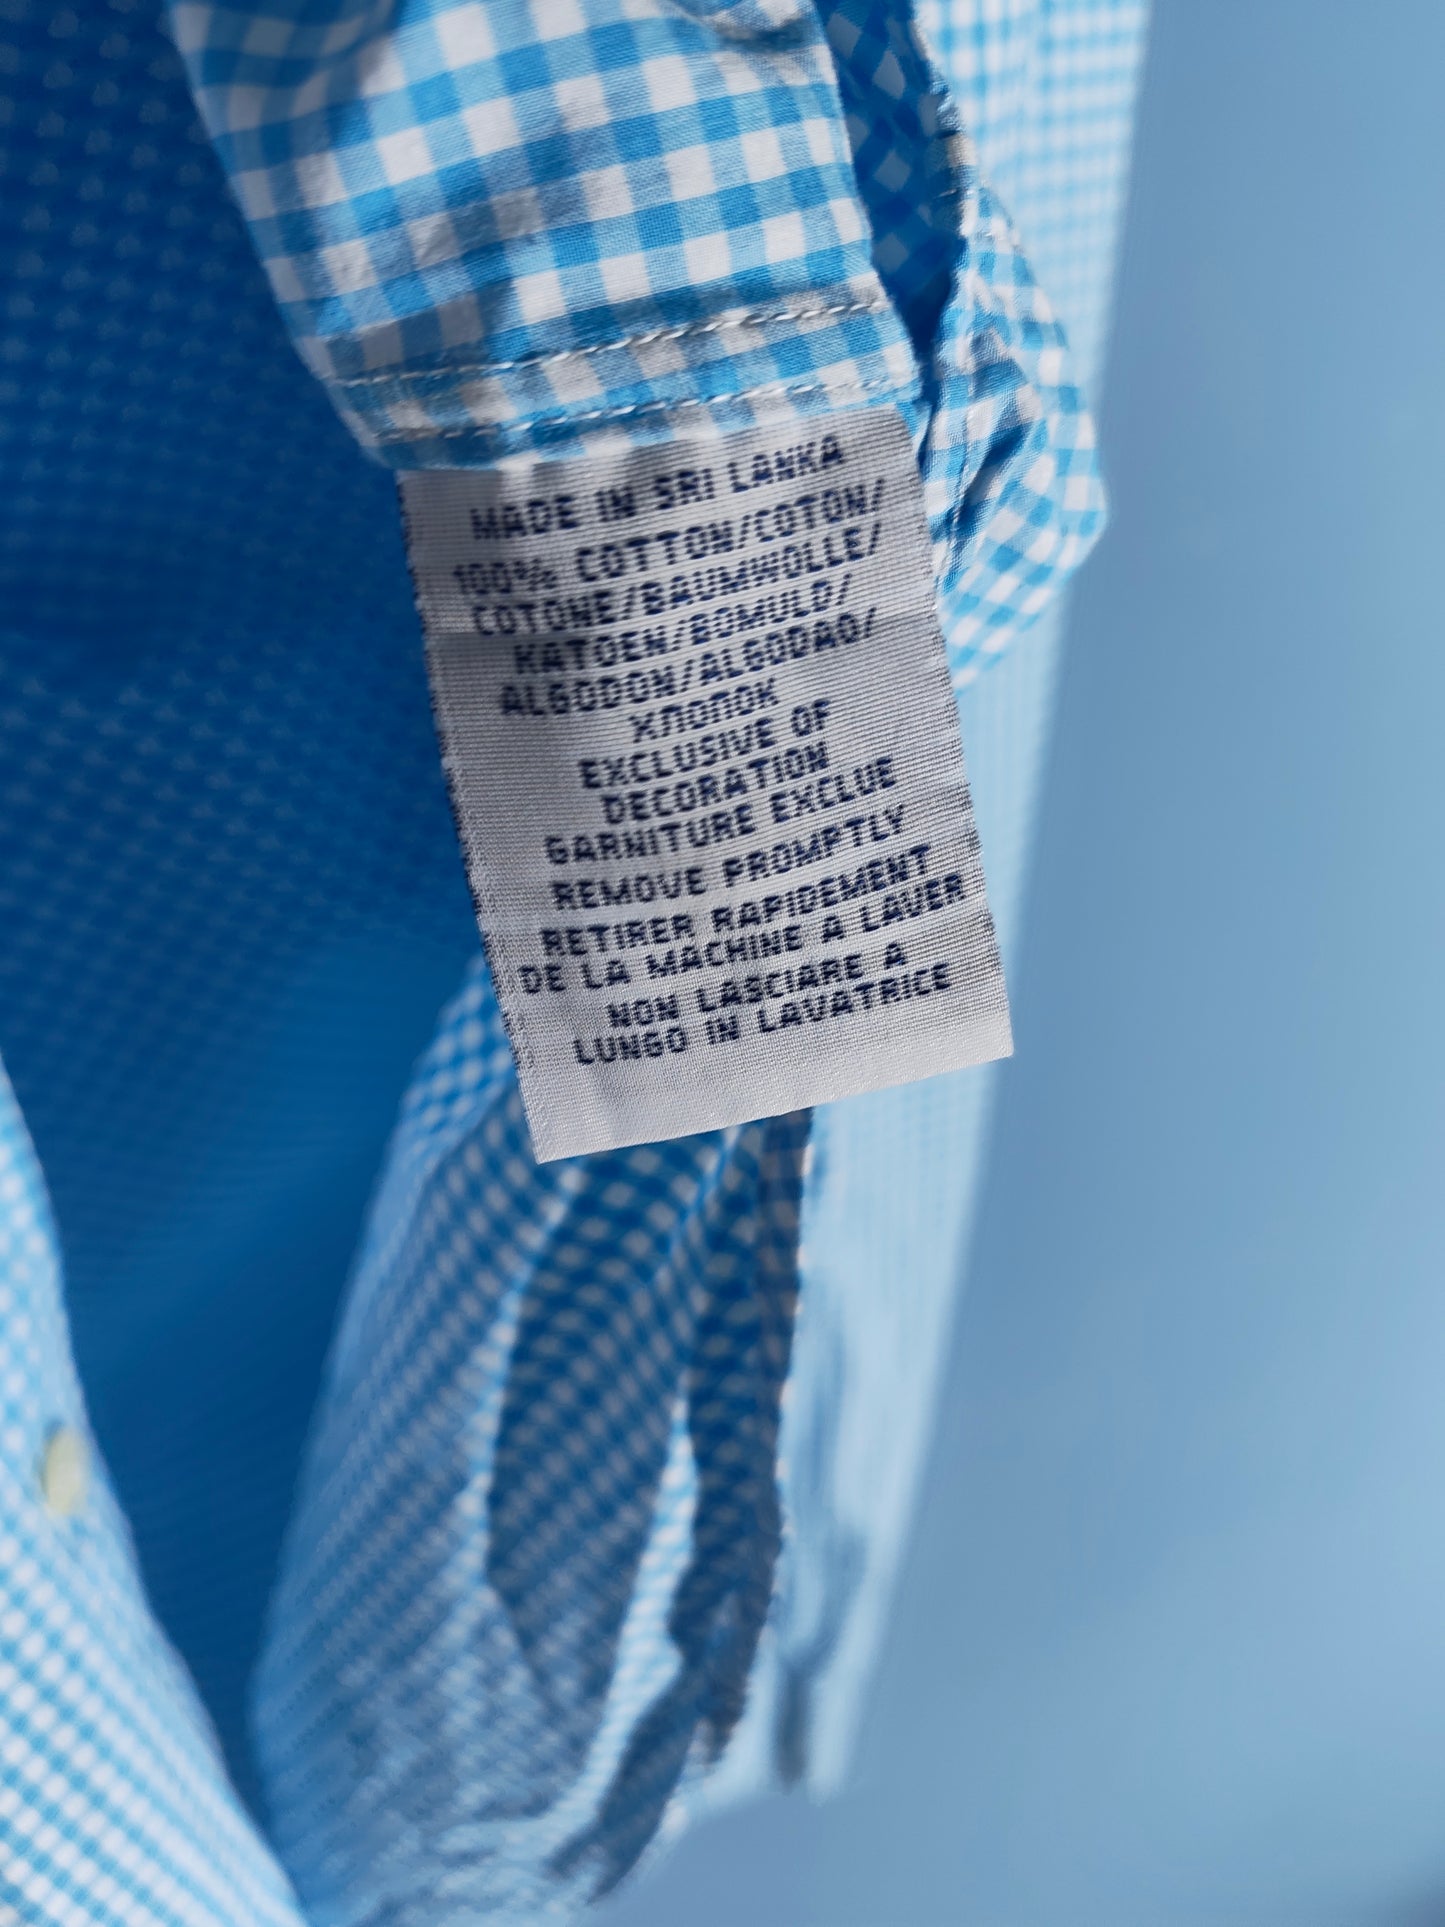 MADE IN SRI LANKA
100% COTTON/COTON/
COTONE/BAUMWOLLE/
KATOEN/BOMULD/
ALGODON/ALGODAO/
ХЛОПОК
EXCLUSIVE OF
DECORATION
GARNITURE EXCLUE
REMOVE PROMPTLY
RETIRER RAPIDEMENT
DE LA MACHINE A LAVER
NON LASCIARE A
LUNGO IN LAVATRICE